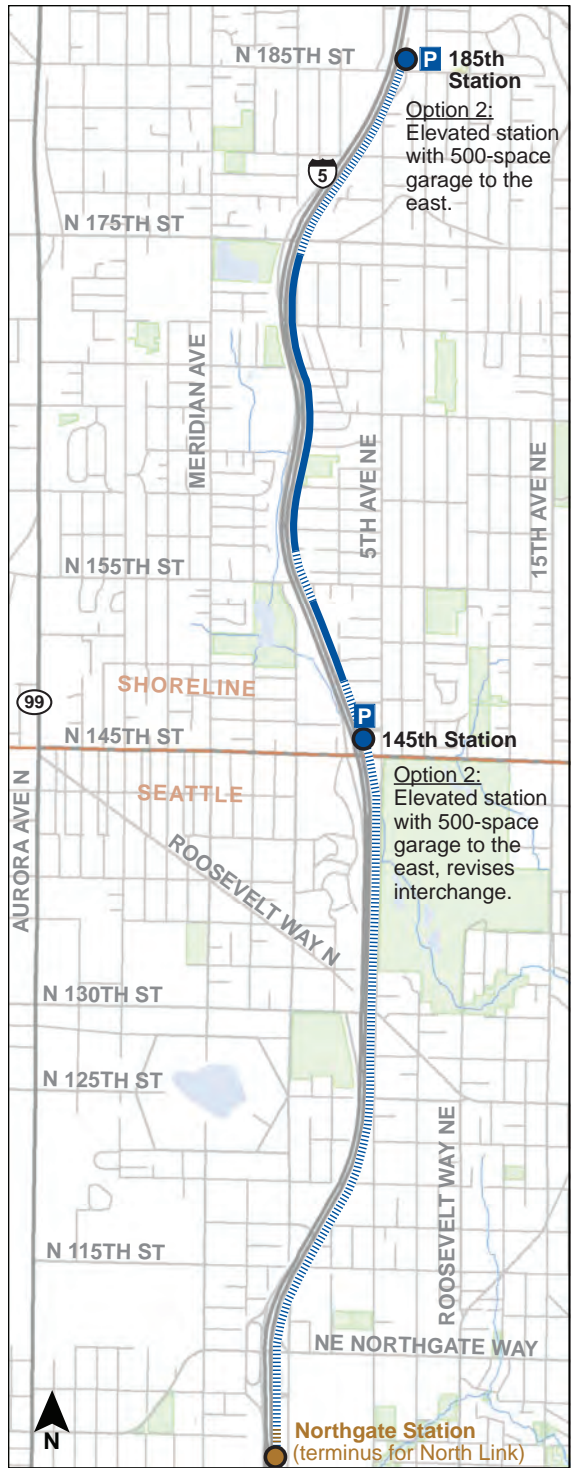 N 185TH ST
P
185th
Station
Option 2:
Elevated station
with 500-space
garage to the
east.
5
N 175TH ST
MERIDIAN AVE
5TH AVE NE
15TH AVE NE
N 155TH ST
SHORELINE
99
P
N 145TH ST
145th Station
SEATTLE
Option 2:
Elevated station
with 500-space
garage to the
east, revises
interchange.
AURORA AVE N
ROOSEVELT WAY N
N 130TH ST
N 125TH ST
ROOSEVELT WAY NE
N 115TH ST
NE NORTHGATE WAY
N
Northgate Station
(terminus for North Link)